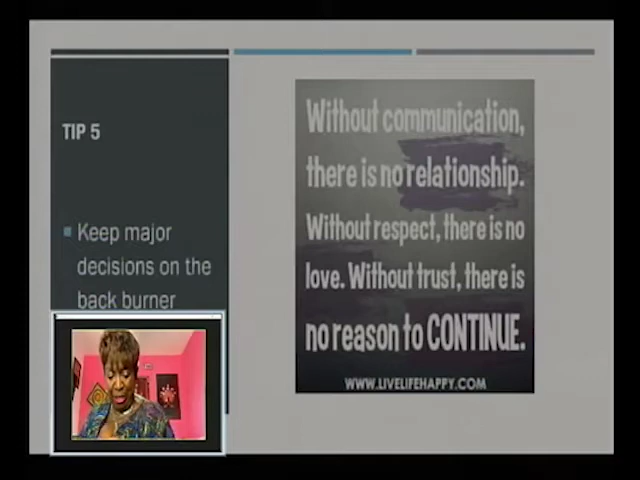 TIP 5
Keep major
decisions on the
back burner
Without communication,
there is no relationship.
Without respect, there is no
love. Without trust, there is
no reason to CONTINUE.
WWW.LIVELIFEHAPPY.COM